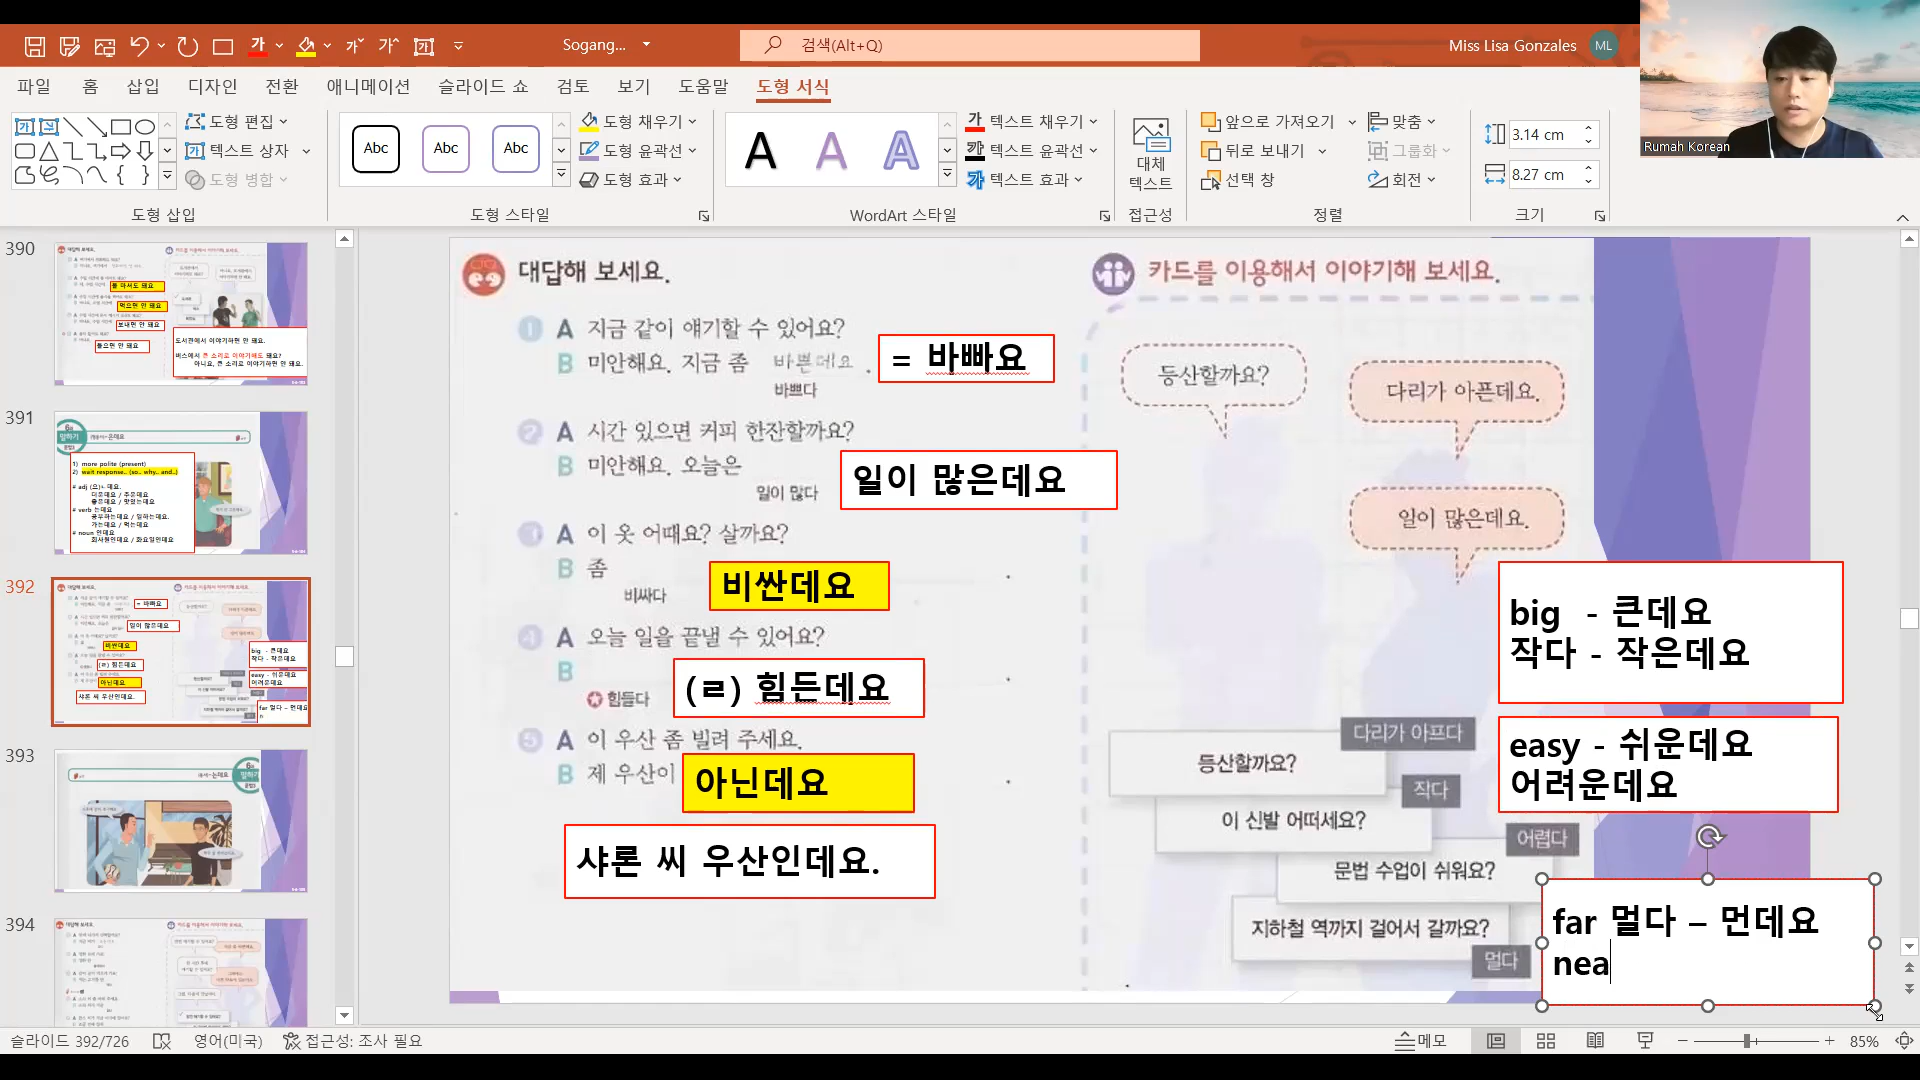 Sogang...
검색(Alt+Q)
Miss Lisa Gonzales
ML
파일
홈
삽입
디자인
전환
애니메이션
슬라이드 쇼
검토
보기
도움말
도형 서식
도형 편집
텍스트 상자
도형 병합
도형 삽입
Abc
Abc
Abc
도형 채우기
도형 윤곽선
도형 효과
도형 스타일
A
A
A
텍스트 채우기
텍스트 윤곽선
텍스트 효과
WordArt 스타일
대체
텍스트
접근성
앞으로 가져오기
뒤로 보내기
선택 창
맞춤
그룹화
회전
정렬
3.14 cm
8.27 cm
크기
Rumah Korean
390
391
392
393
394
대답해 보세요.
1 A 지금 같이 얘기할 수 있어요?
B 미안해요. 지금 좀 바쁜데요.
바쁘다
= 바빠요
2 A 시간 있으면 커피 한잔할까요?
B 미안해요. 오늘은
일이 많다
일이 많은데요
3 A 이 옷 어때요? 살까요?
B 좀
비싸다
비싼데요
4 A 오늘 일을 끝낼 수 있어요?
B
힘들다
(ㄹ) 힘든데요
5 A 이 우산 좀 빌려 주세요.
B 제 우산이
아닌데요
샤론 씨 우산인데요.
카드를 이용해서 이야기해 보세요.
등산할까요?
다리가 아픈데요.
일이 많은데요.
다리가 아프다
등산할까요?
작다
이 신발 어떠세요?
어렵다
문법 수업이 쉬워요?
지하철 역까지 걸어서 갈까요?
멀다
big - 큰데요
작다 - 작은데요
easy - 쉬운데요
어려운데요
far 멀다 – 먼데요
nea
슬라이드 392/726
영어(미국)
접근성: 조사 필요
메모
85%